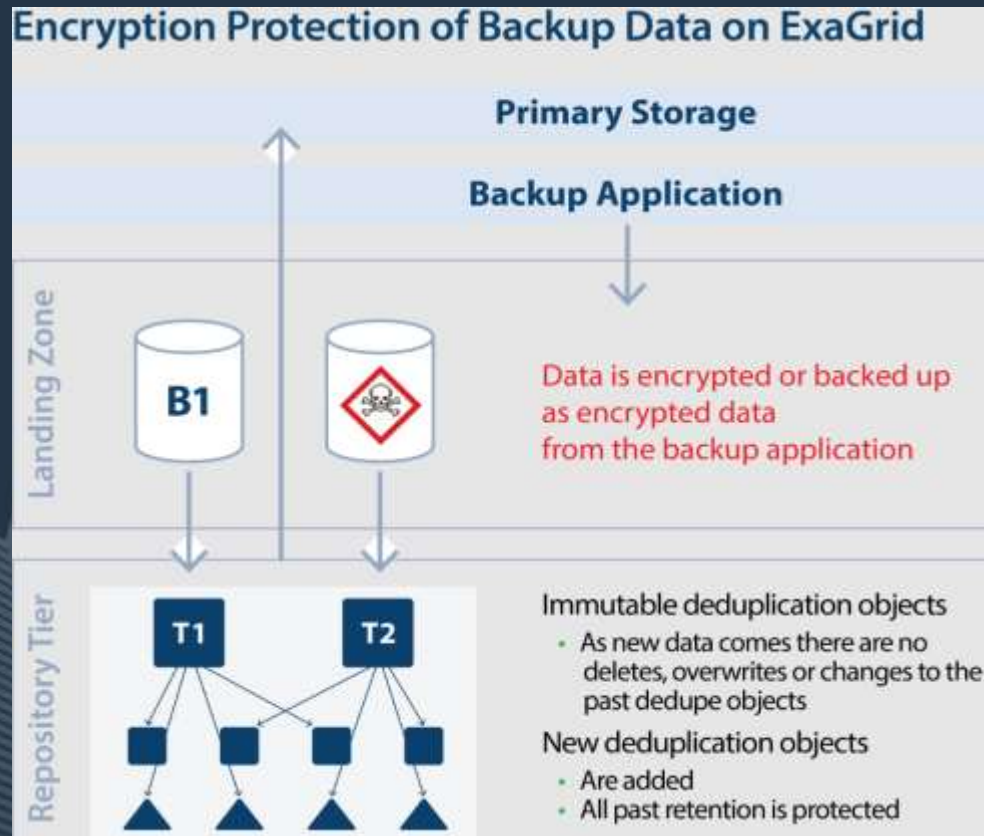 Encryption Protection of Backup Data on ExaGrid
Primary Storage
Backup Application
Landing Zone
B1
Data is encrypted or backed up
as encrypted data
from the backup application
Repository Tier
T1
T2
Immutable deduplication objects
• As new data comes there are no
deletes, overwrites or changes to the
past dedupe objects
New deduplication objects
• Are added
• All past retention is protected